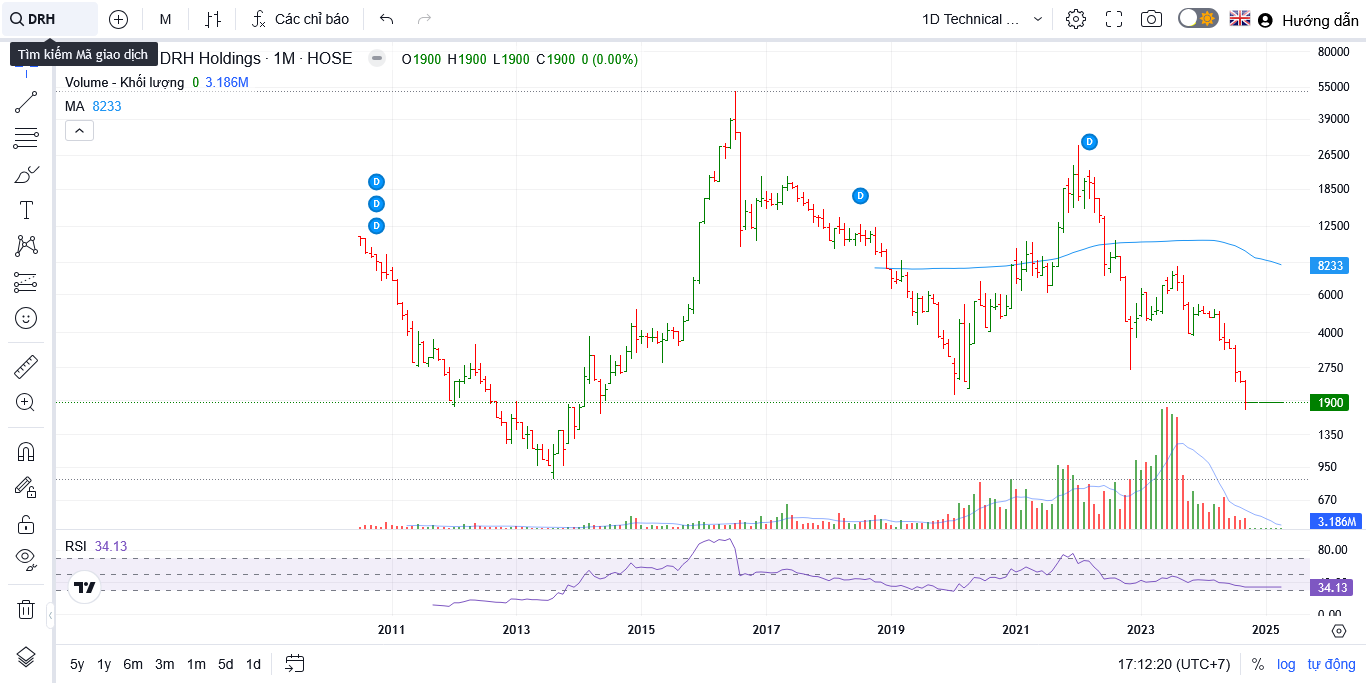 DRH
M
Các chỉ báo
1D Technical ...
Hướng dẫn
Tìm kiếm Mã giao dịch
DRH Holdings · 1M · HOSE
O1900 H1900 L1900 C1900 0 (0.00%)
Volume - Khối lượng 0 3.186M
MA 8233
D
D
D
D
D
80000
55000
39000
26500
18500
12500
8233
6000
4000
2750
1900
1350
950
670
3.186M
RSI 34.13
80.00
34.13
0.00
2011
2013
2015
2017
2019
2021
2023
2025
5y 1y 6m 3m 1m 5d 1d
17:12:20 (UTC+7)
%
log
tự động